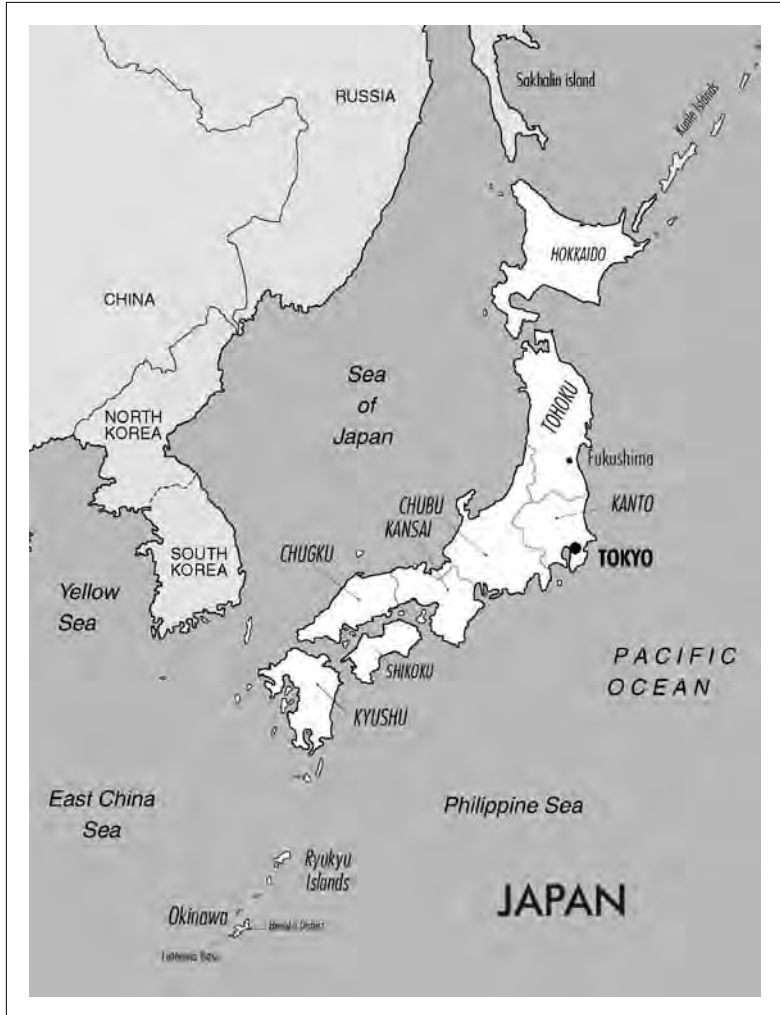 RUSSIA
Sakhalin island
Kurile Islands
HOKKAIDO
CHINA
Sea
of
Japan
TOHOKU
NORTH
KOREA
Fukushima
CHUBU
KANSAI
KANTO
CHUGKU
SOUTH
KOREA
TOKYO
Yellow
Sea
PACIFIC
OCEAN
SHIKOKU
KYUSHU
East China
Sea
Philippine Sea
Ryukyu
Islands
JAPAN
Okinawa
District